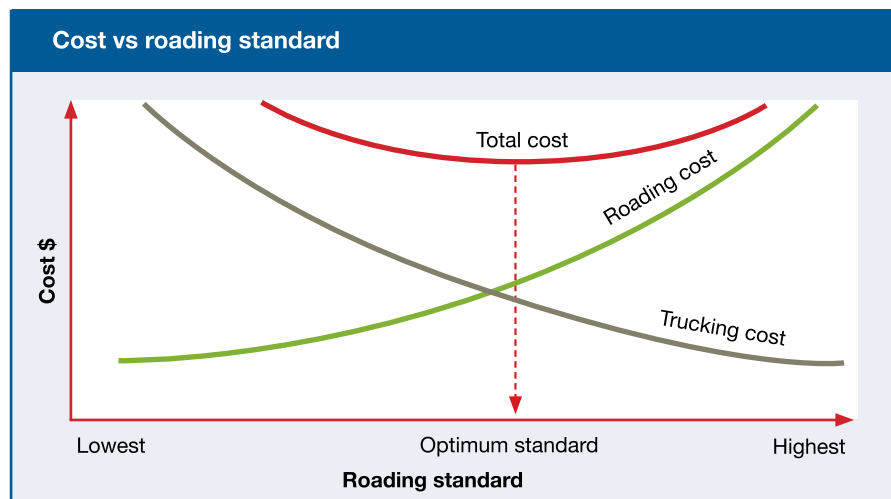 Cost vs roading standard
Total cost
Roading cost
Cost $
Trucking cost
Lowest
Optimum standard
Highest
Roading standard